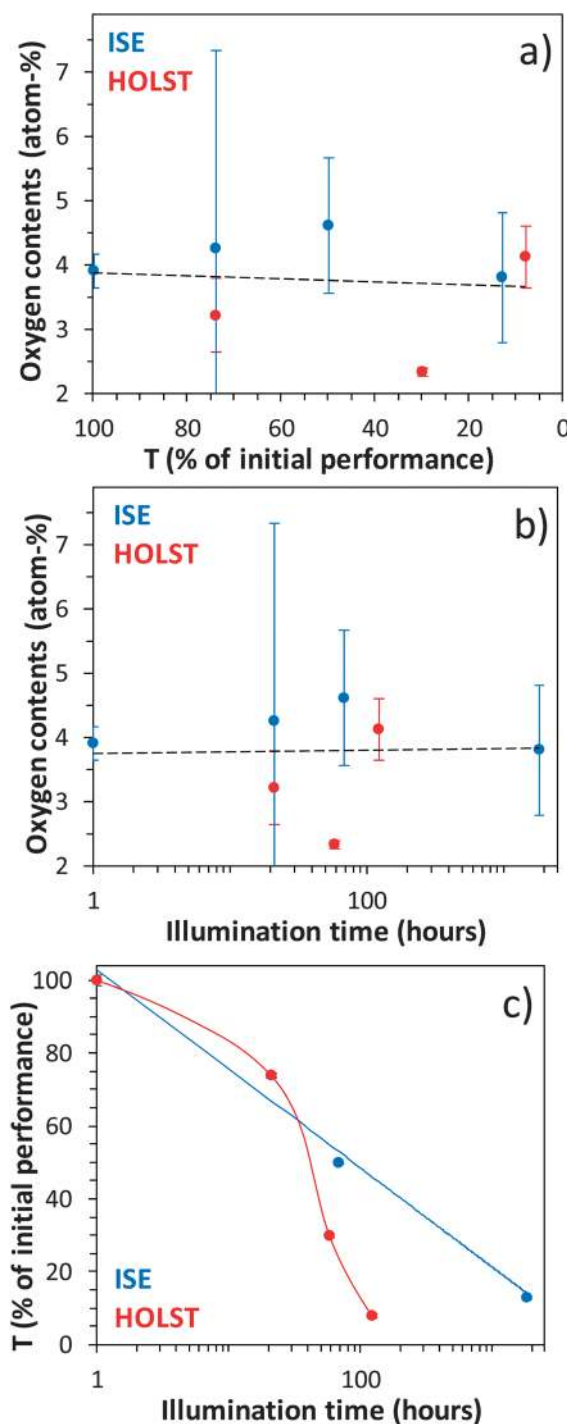 ISE
HOLST
a)
Oxygen contents (atom-%)
7
6
5
4
3
2
100
80
60
40
20
0
T (% of initial performance)
ISE
HOLST
b)
Oxygen contents (atom-%)
7
6
5
4
3
2
1
100
Illumination time (hours)
c)
T (% of initial performance)
100
80
60
40
20
0
ISE
HOLST
1
100
Illumination time (hours)